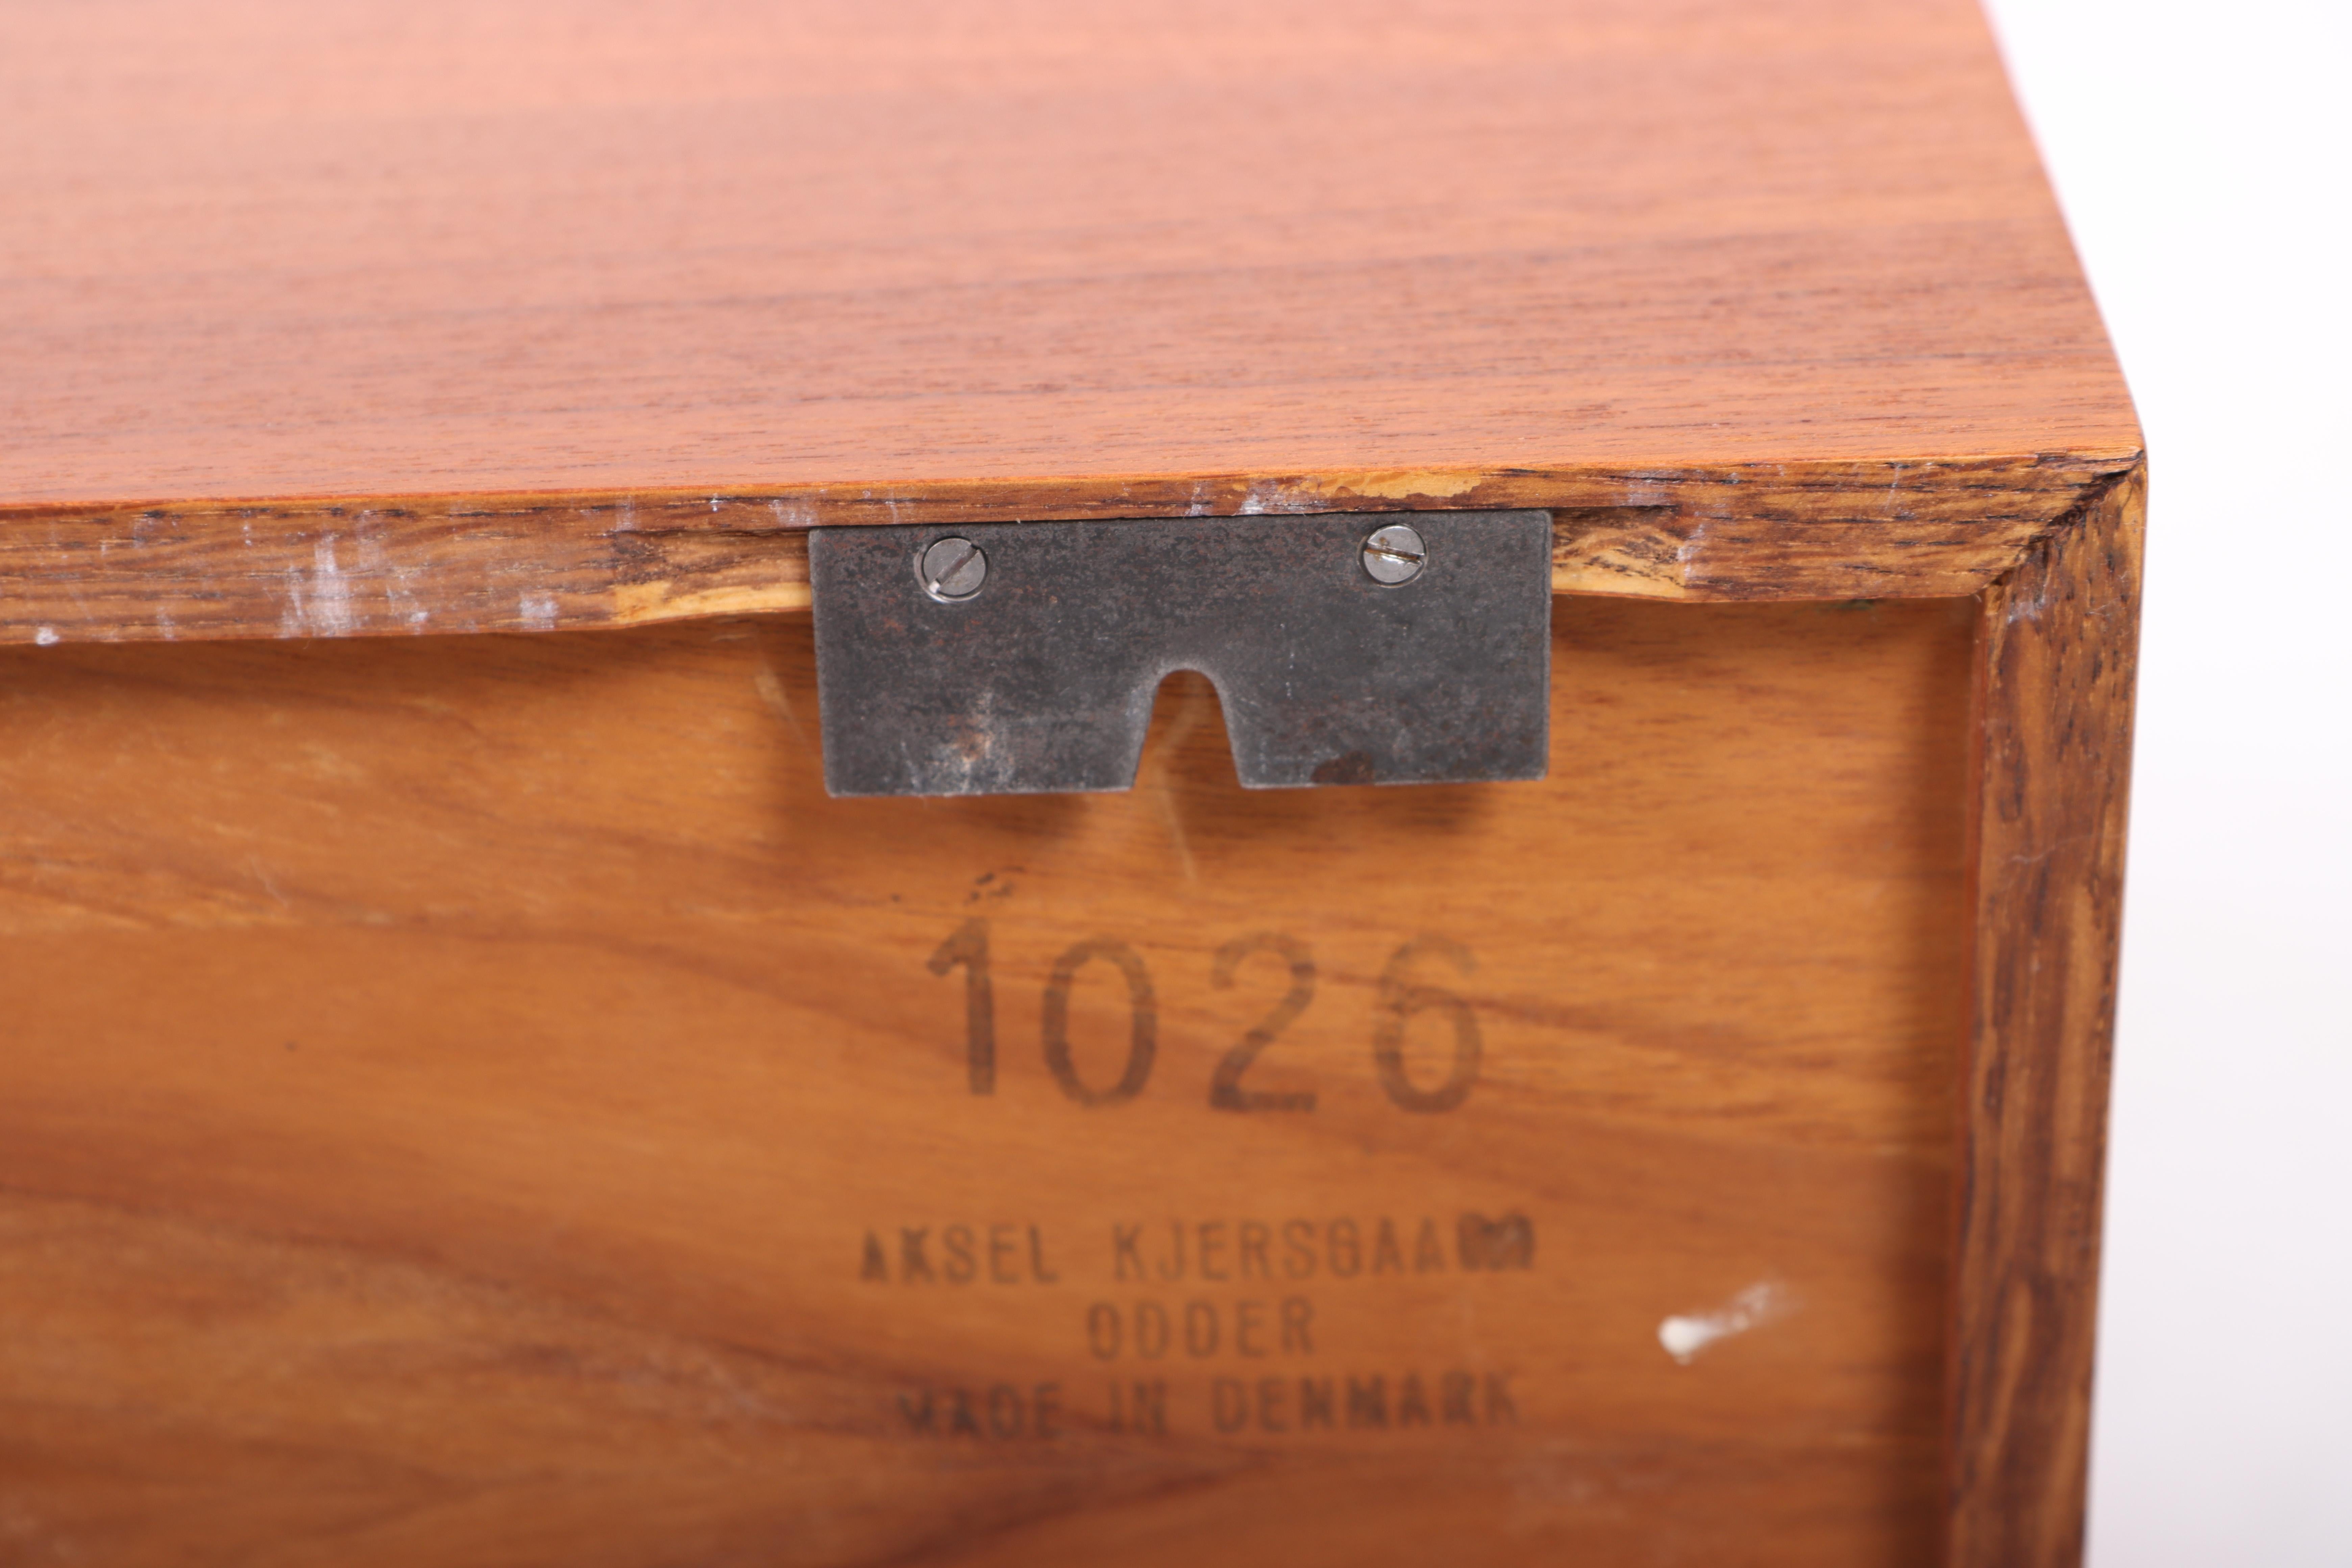 1026
AKSEL KJERSGAARD
ODDER
MADE IN DENMARK